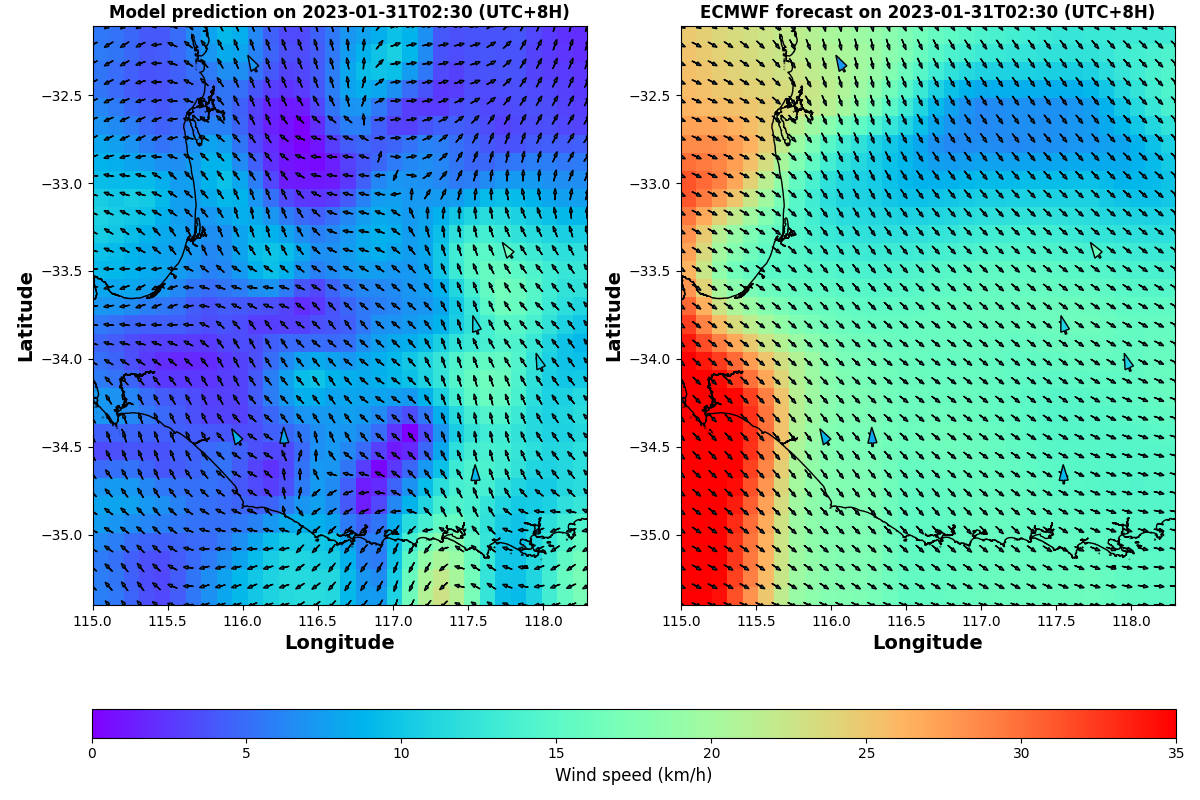 Model prediction on 2023-01-31T02:30 (UTC+8H)
ECMWF forecast on 2023-01-31T02:30 (UTC+8H)
Latitude
−32.5
−33.0
−33.5
−34.0
−34.5
−35.0
115.0 115.5 116.0 116.5 117.0 117.5 118.0
Longitude
Latitude
−32.5
−33.0
−33.5
−34.0
−34.5
−35.0
115.0 115.5 116.0 116.5 117.0 117.5 118.0
Longitude
0 5 10 15 20 25 30 35
Wind speed (km/h)